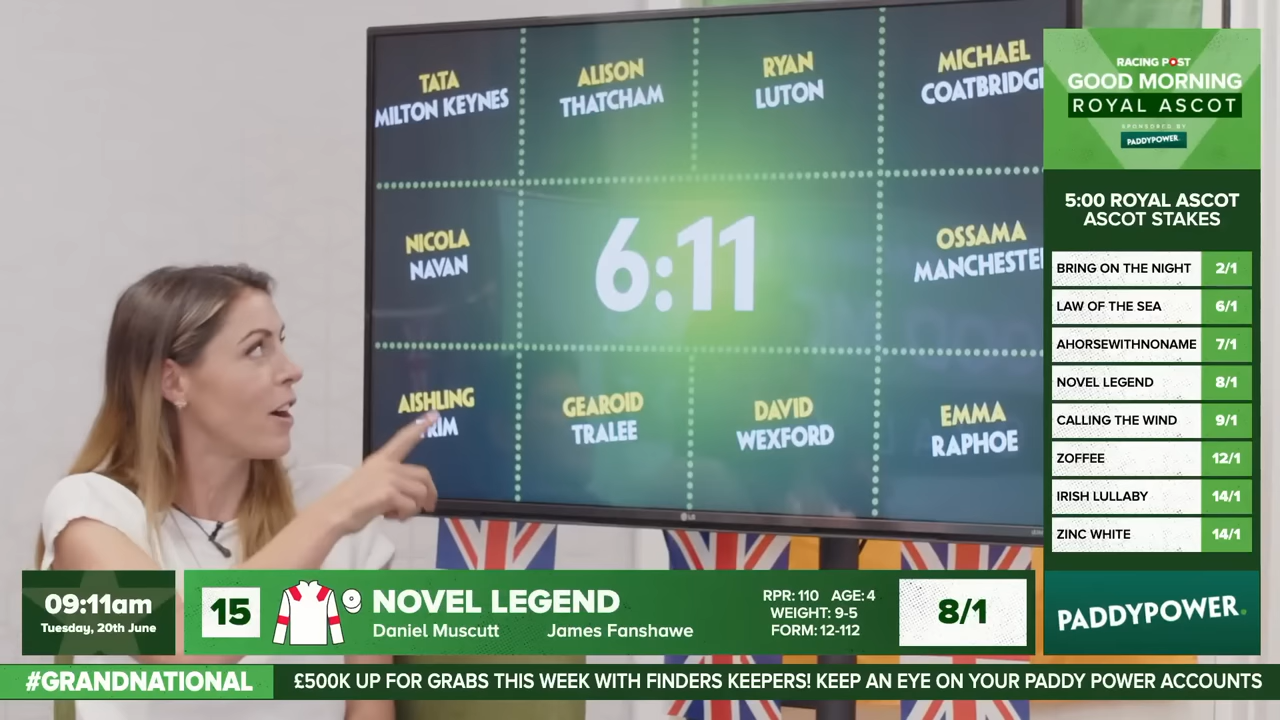 TATA
MILTON KEYNES
ALISON
THATCHAM
RYAN
LUTON
MICHAEL
COATBRIDG
NICOLA
NAVAN
6:11
OSSAMA
MANCHESTE
AISHLING
GEAROID
TRALEE
DAVID
WEXFORD
EMMA
RAPHOE
LG
RACING POST
GOOD MORNING
ROYAL ASCOT
SPONSORED BY
PADDYPOWER
5:00 ROYAL ASCOT
ASCOT STAKES
BRING ON THE NIGHT 2/1
LAW OF THE SEA 6/1
AHORSEWITHNONAME 7/1
NOVEL LEGEND 8/1
CALLING THE WIND 9/1
ZOFFEE 12/1
IRISH LULLABY 14/1
ZINC WHITE 14/1
09:11am
Tuesday, 20th June
15
NOVEL LEGEND
Daniel Muscutt James Fanshawe
RPR: 110 AGE: 4
WEIGHT: 9-5
FORM: 12-112
8/1
PADDYPOWER.
#GRANDNATIONAL
£500K UP FOR GRABS THIS WEEK WITH FINDERS KEEPERS! KEEP AN EYE ON YOUR PADDY POWER ACCOUNTS